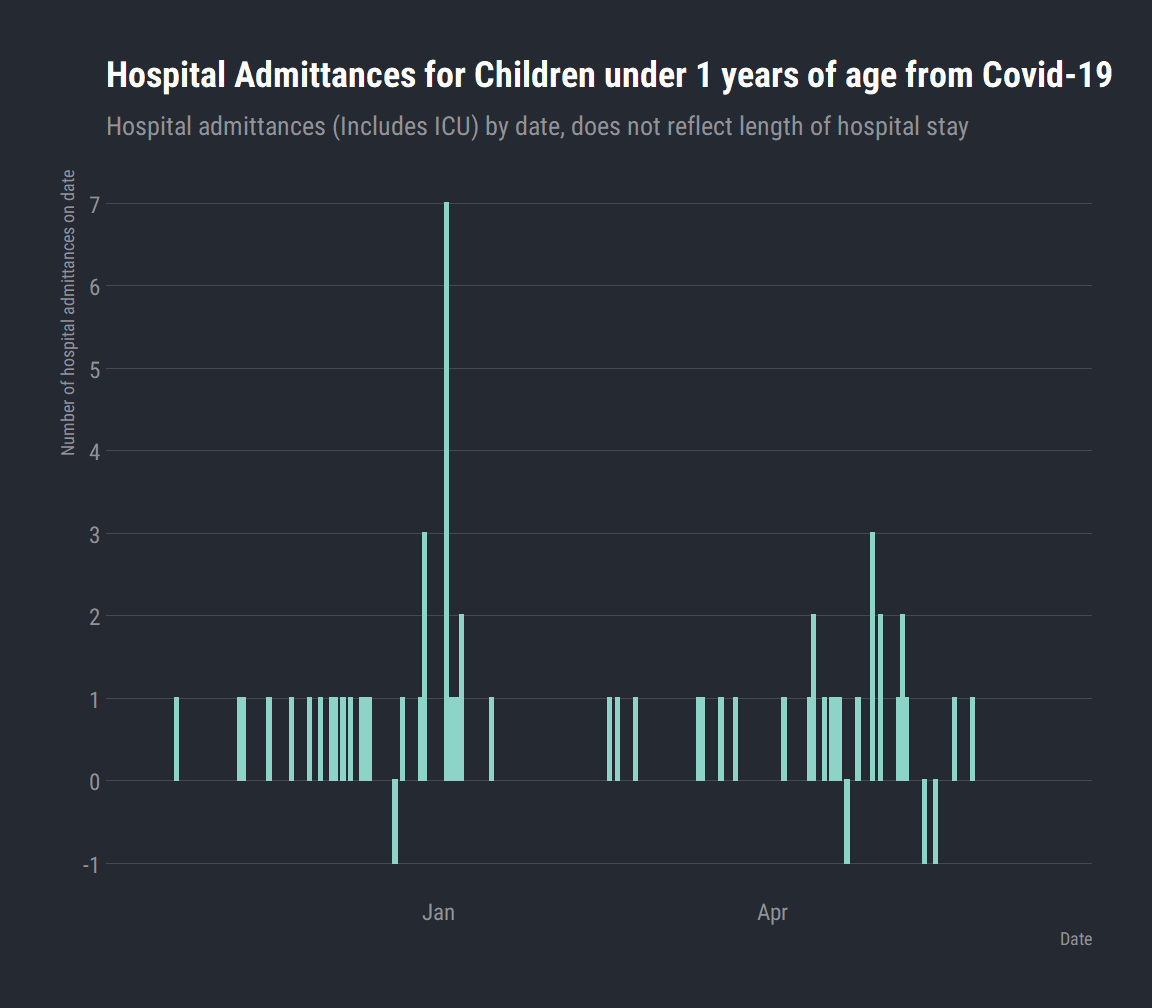 Hospital Admittances for Children under 1 years of age from Covid-19
Hospital admittances (Includes ICU) by date, does not reflect length of hospital stay
Number of hospital admittances on date
7
6
5
4
3
2
1
0
-1
Jan
Apr
Date